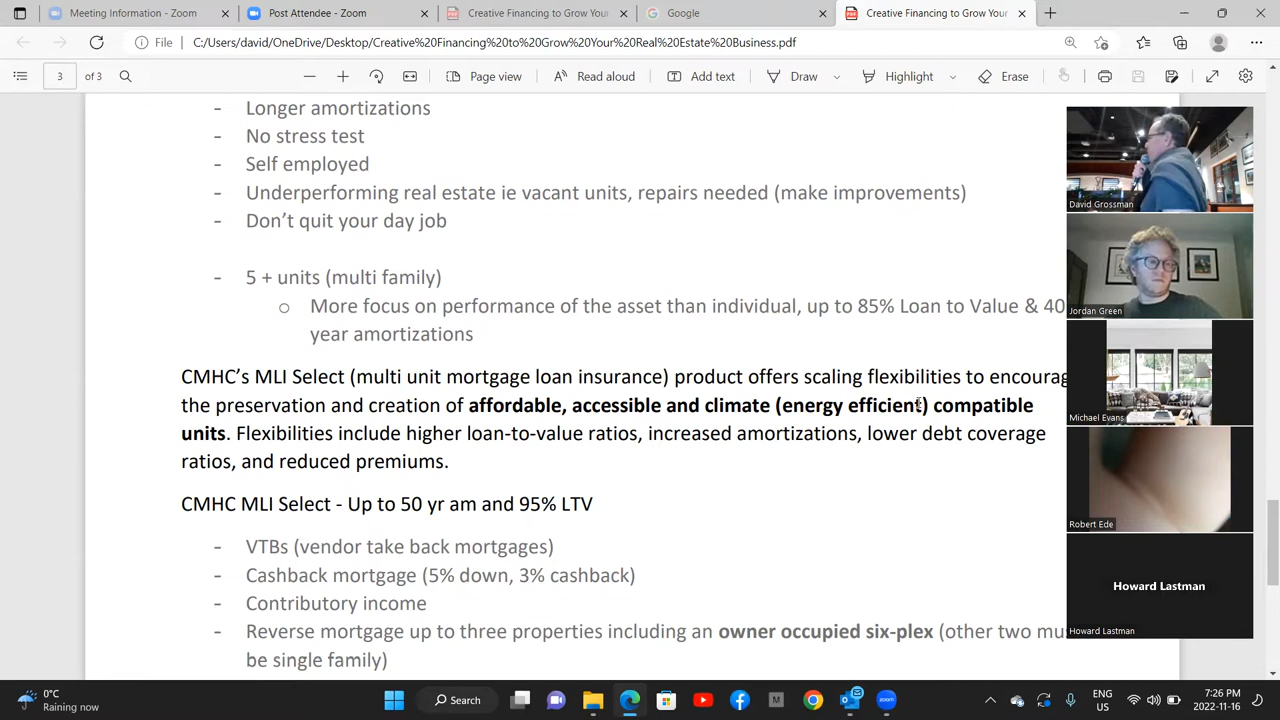 Meeting Information - Zoom
Post Attendee - Zoom
Creative Financing to Grow Your
Google
Creative Financing to Grow Your
File
C:/Users/david/OneDrive/Desktop/Creative%20Financing%20to%20Grow%20Your%20Real%20Estate%20Business.pdf
3 of 3
Page view
Read aloud
Add text
Draw
Highlight
Erase
- Longer amortizations
- No stress test
- Self employed
- Underperforming real estate ie vacant units, repairs needed (make improvements)
- Don't quit your day job
- 5 + units (multi family)
o More focus on performance of the asset than individual, up to 85% Loan to Value & 40
year amortizations
CMHC's MLI Select (multi unit mortgage loan insurance) product offers scaling flexibilities to encourag
the preservation and creation of affordable, accessible and climate (energy efficient) compatible
units. Flexibilities include higher loan-to-value ratios, increased amortizations, lower debt coverage
ratios, and reduced premiums.
CMHC MLI Select - Up to 50 yr am and 95% LTV
- VTBs (vendor take back mortgages)
- Cashback mortgage (5% down, 3% cashback)
- Contributory income
- Reverse mortgage up to three properties including an owner occupied six-plex (other two mu
be single family)
David Grossman
Jordan Green
Michael Evans
Robert Ede
Howard Lastman
Howard Lastman
0°C
Raining now
Search
zoom
ENG
US
7:26 PM
2022-11-16